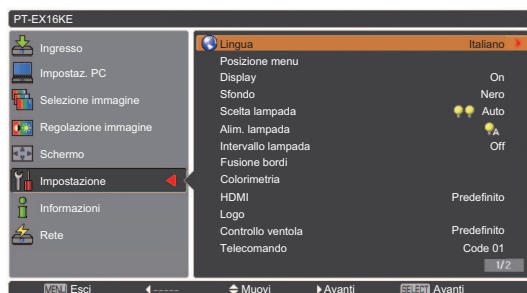 PT-EX16KE
Ingresso
Impostaz. PC
Selezione immagine
Regolazione immagine
Schermo
Impostazione
Informazioni
Rete
Lingua Italiano
Posizione menu
Display On
Sfondo Nero
Scelta lampada Auto
Alim. lampada A
Intervallo lampada Off
Fusione bordi
Colorimetria
HDMI Predefinito
Logo
Controllo ventola Predefinito
Telecomando Code 01
1/2
MENU Esci ----- Muovi Avanti SELECT Avanti